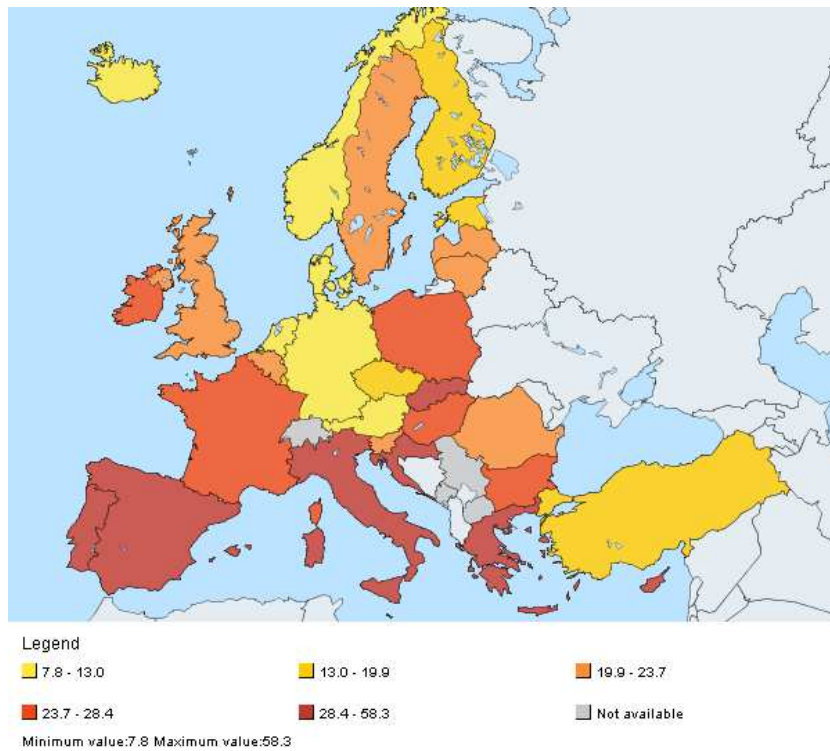 Legend
7.8 - 13.0
13.0 - 19.9
19.9 - 23.7
23.7 - 28.4
28.4 - 58.3
Not available
Minimum value:7.8 Maximum value:58.3